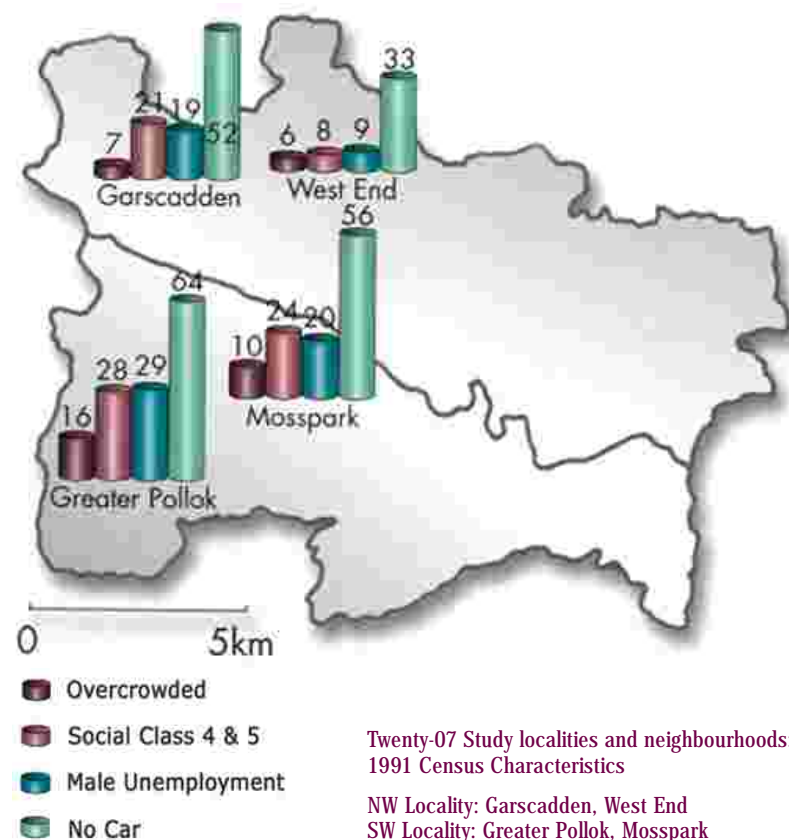 33
21
19
7
52
6
8
9
Garscadden
West End
56
64
24
20
10
28
29
16
Mosspark
Greater Pollok
0
5km
Overcrowded
Social Class 4 & 5
Male Unemployment
No Car
Twenty-07 Study localities and neighbourhoods:
1991 Census Characteristics
NW Locality: Garscadden, West End
SW Locality: Greater Pollok, Mosspark